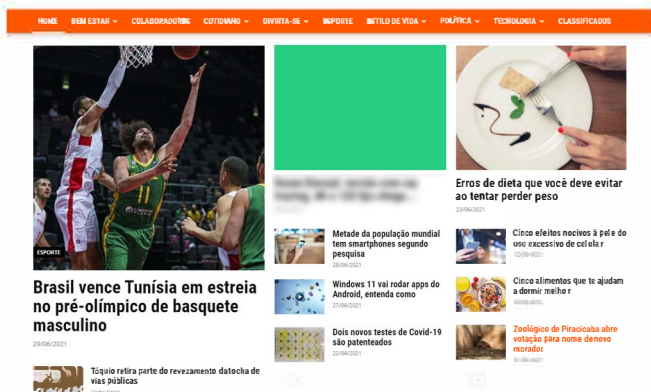 HOME BEM ESTAR COLABORADORES COTIDIANO DIVIRTA-SE ESPORTE ESTILO DE VIDA POLÍTICA TECNOLOGIA CLASSIFICADOS
ESPORTE
Brasil vence Tunísia em estreia
no pré-olímpico de basquete
masculino
29/06/2021
Tóquio retira parte do revezamento da tocha de
vias públicas
Metade da população mundial
tem smartphones segundo
pesquisa
28/06/2021
Windows 11 vai rodar apps do
Android, entenda como
27/06/2021
Dois novos testes de Covid-19
são patenteados
22/06/2021
Erros de dieta que você deve evitar
ao tentar perder peso
23/06/2021
Cinco efeitos nocivos à pele do
uso excessivo de celular
Cinco alimentos que te ajudam
a dormir melhor
Zoológico de Piracicaba abre
votação para nome de novo
morador